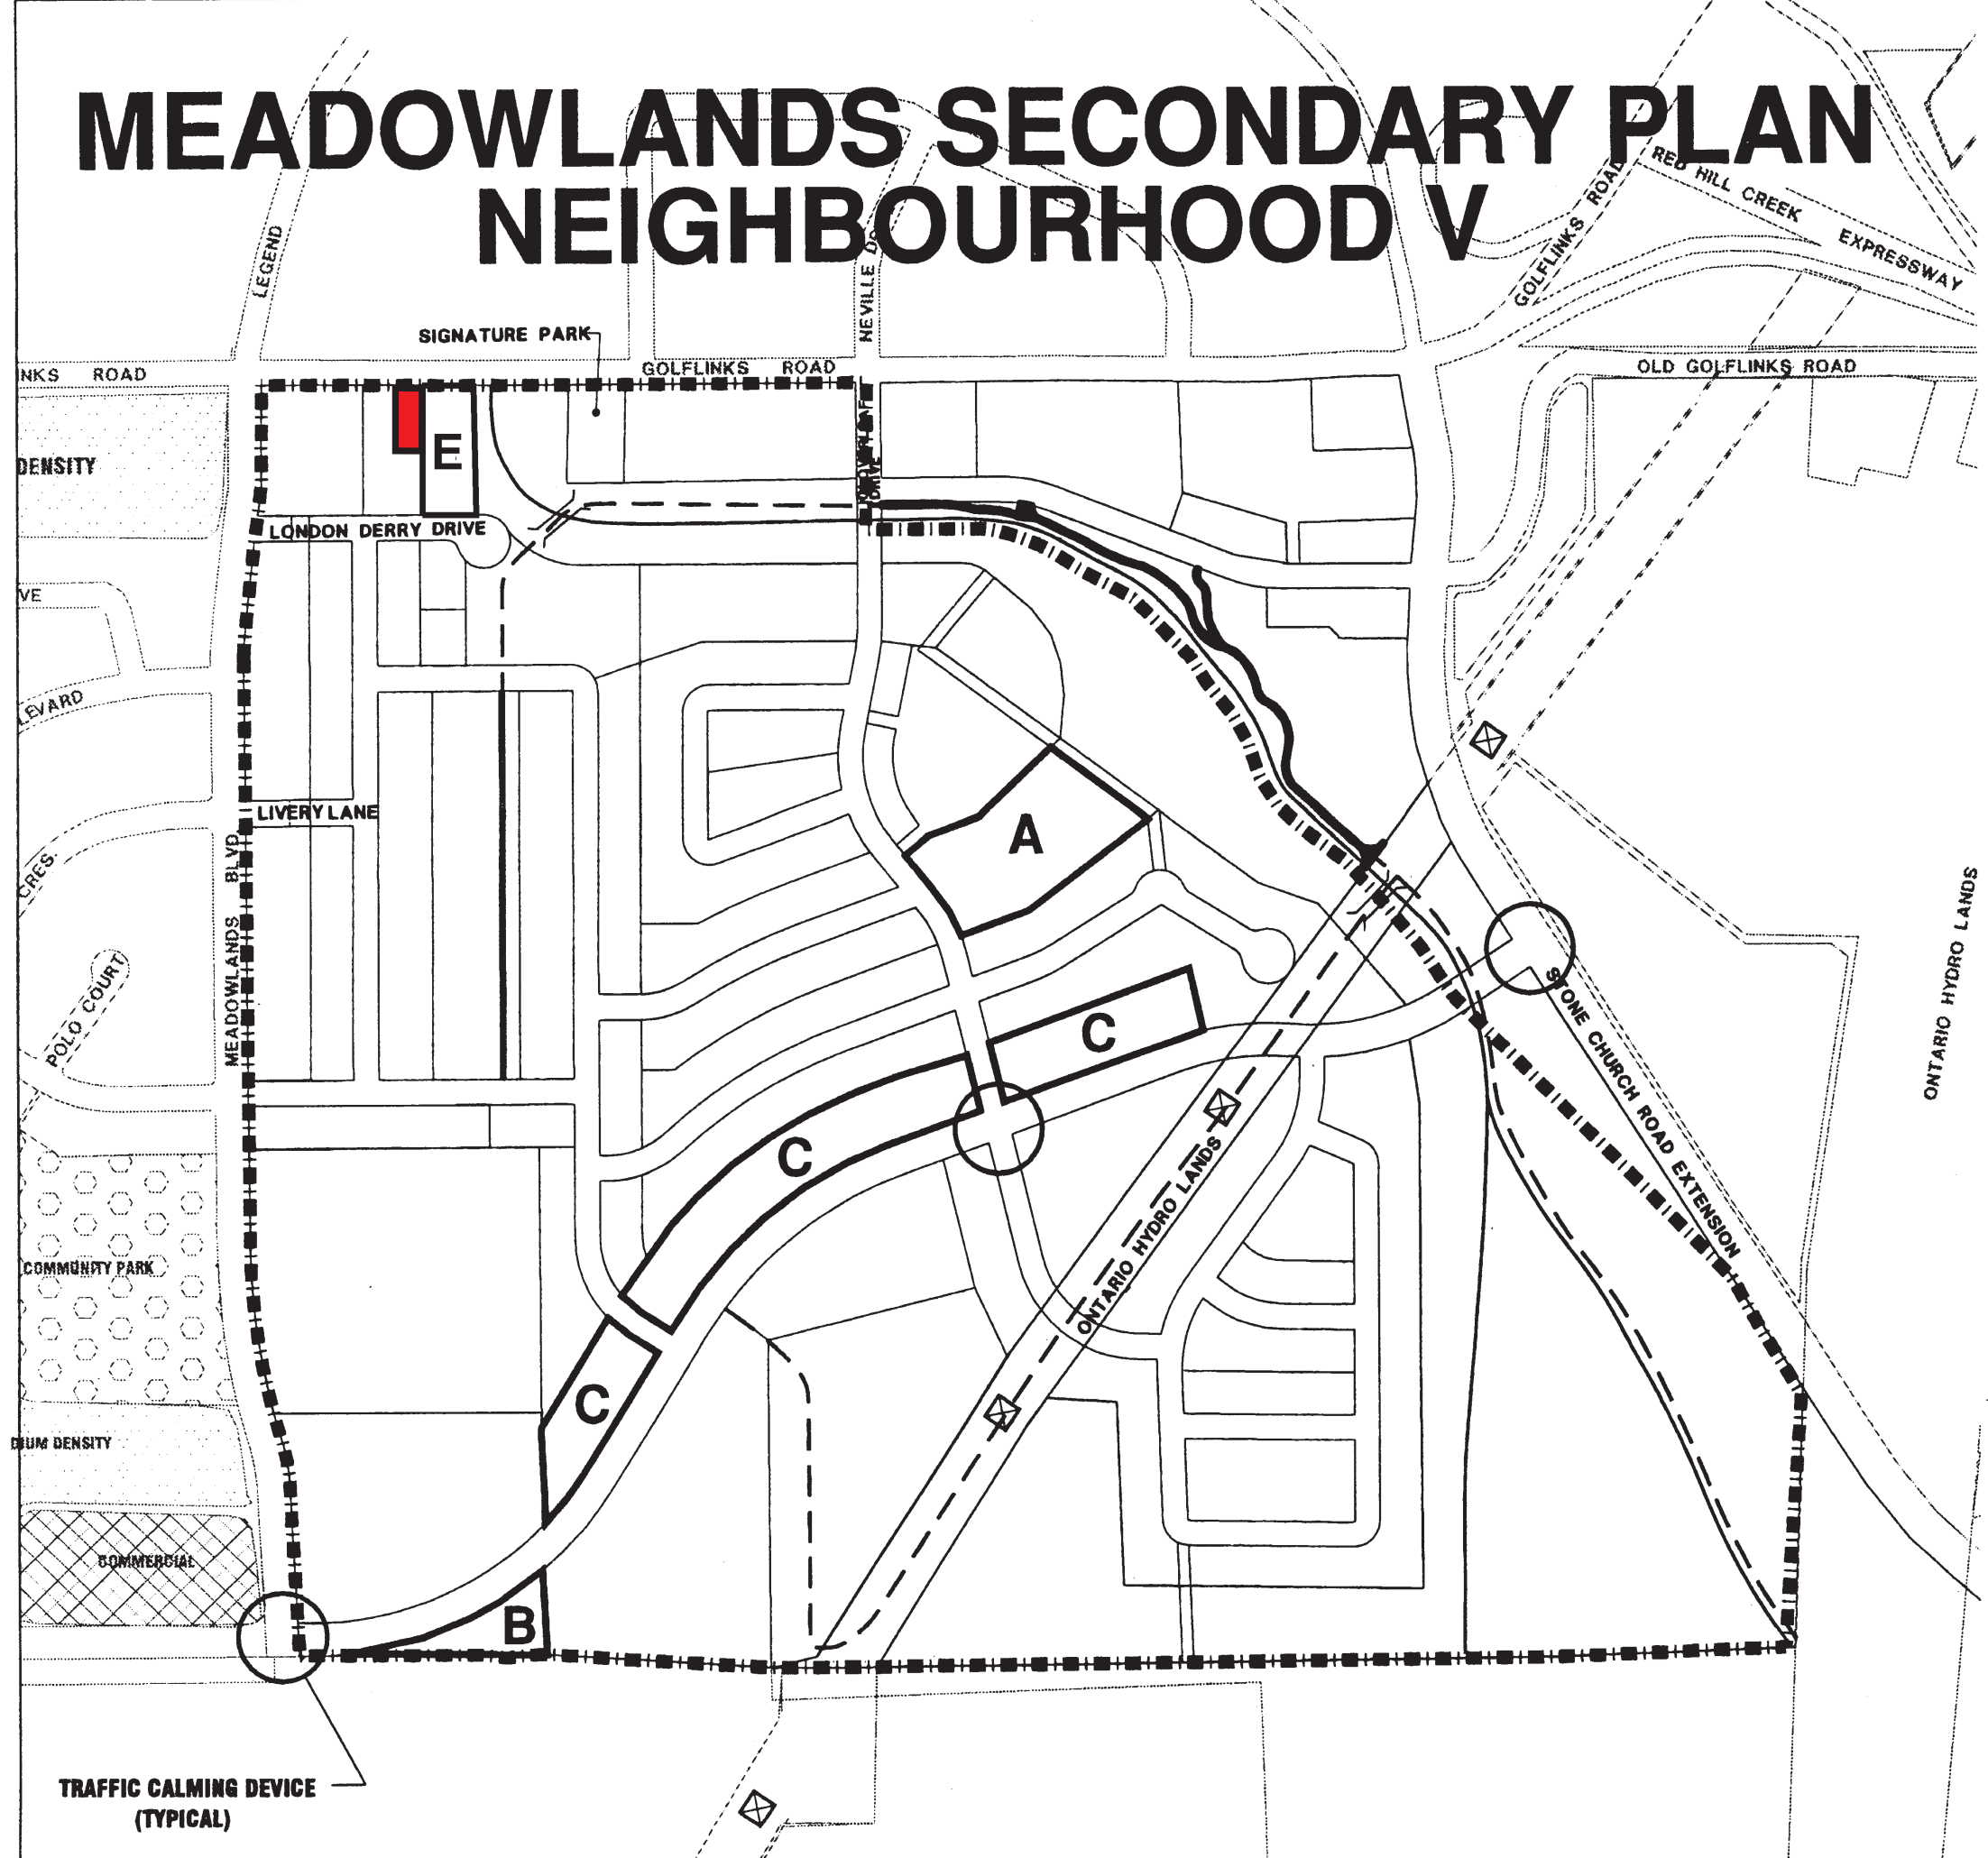 MEADOWLANDS SECONDARY PLAN
NEIGHBOURHOOD V
LEGEND
NEVILLE
GOLFLINKS ROAD
RED HILL CREEK EXPRESSWAY
SIGNATURE PARK
NKS ROAD
GOLFLINKS ROAD
OLD GOLFLINKS ROAD
E
DENSITY
DRIVE
LONDON DERRY DRIVE
VE
LEVARD
LIVERY LANE
A
CRES.
MEADOWLANDS BLVD
POLO COURT
ONTARIO HYDRO LANDS
C
STONE CHURCH ROAD EXTENSION
C
ONTARIO HYDRO LANDS
COMMUNITY PARK
C
DIUM DENSITY
COMMERCIAL
B
TRAFFIC CALMING DEVICE
(TYPICAL)